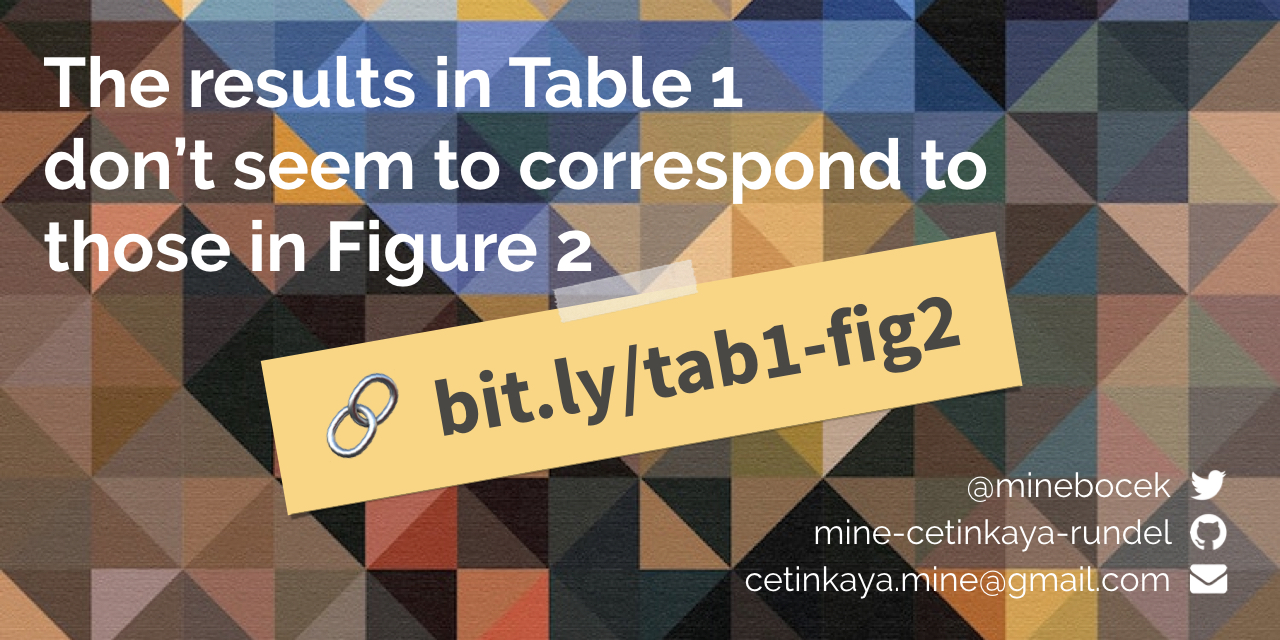 The results in Table 1
don’t seem to correspond to
those in Figure 2
bit.ly/tab1-fig2
@minebocek
mine-cetinkaya-rundel
cetinkaya.mine@gmail.com